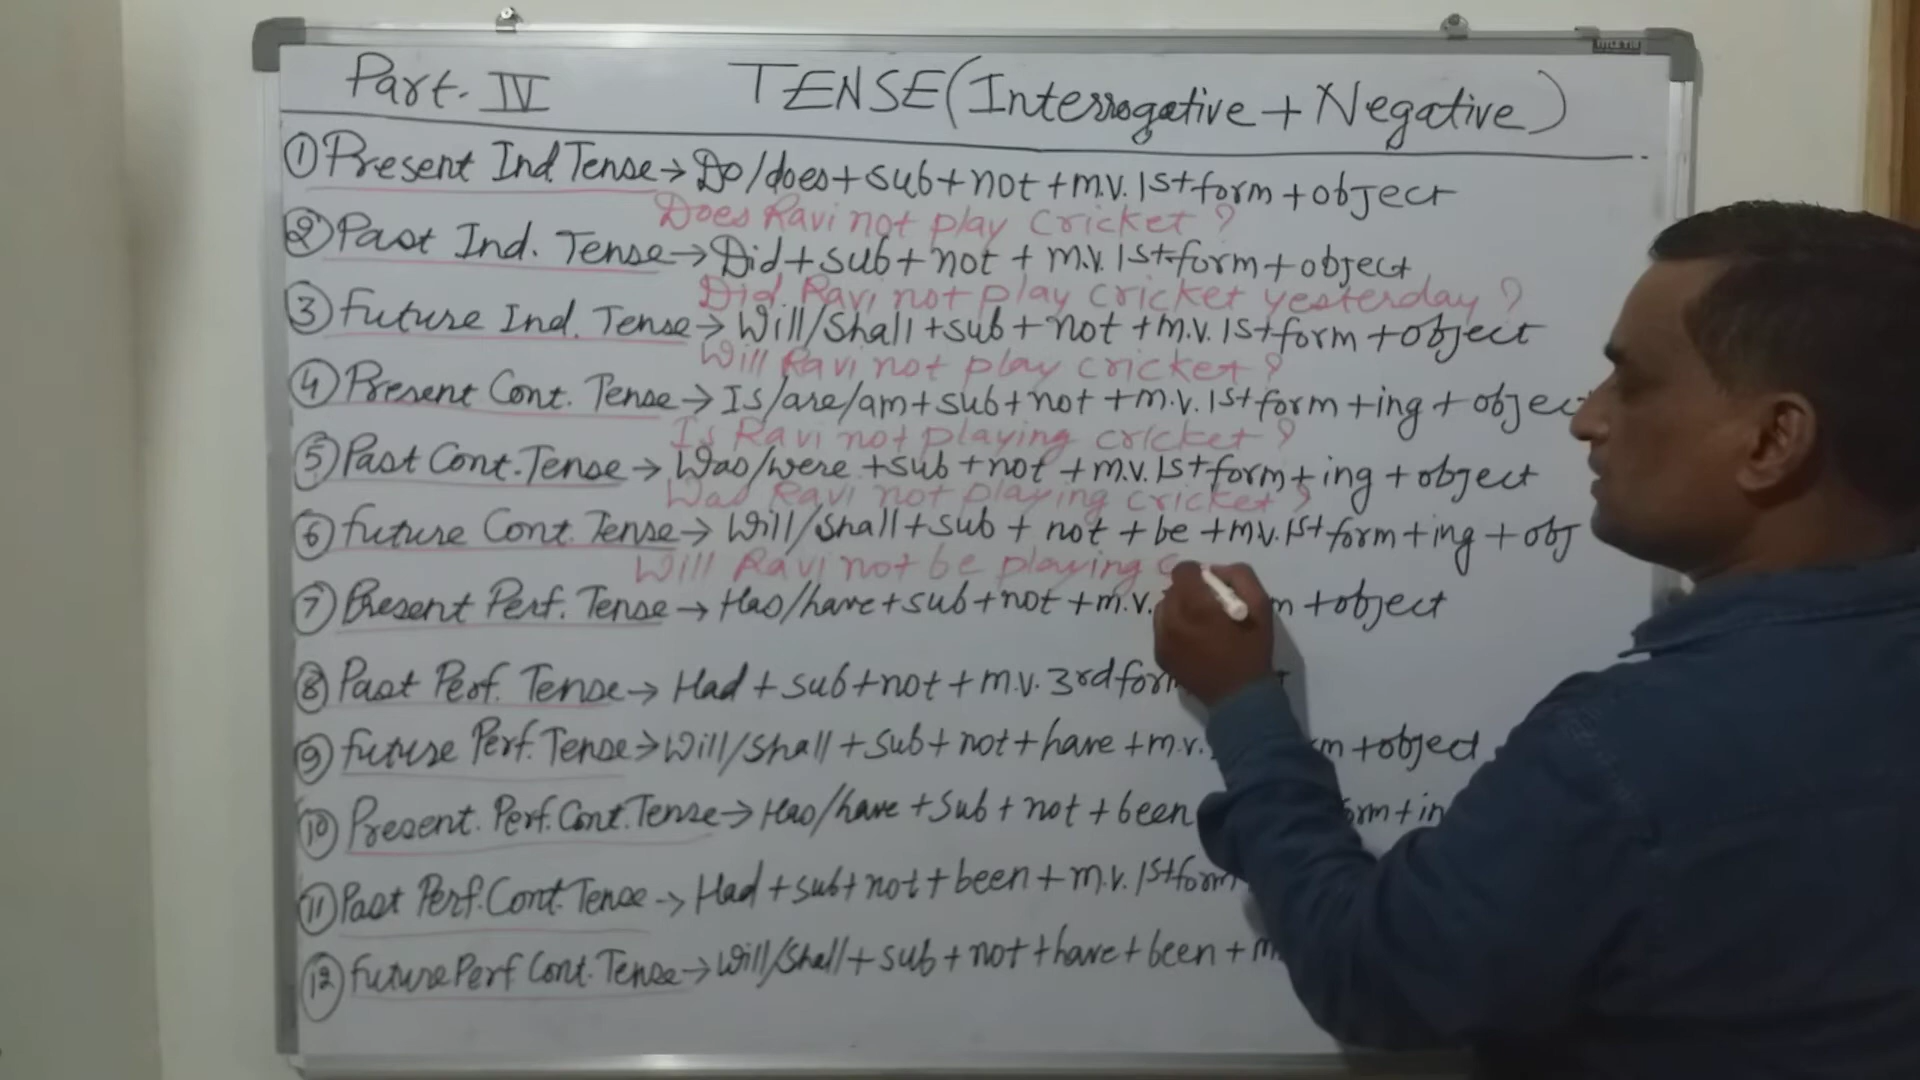 Part. IV TENSE (Interrogative + Negative)
① Present Ind. Tense → Do/does + sub + not + m.v. 1st form + object
Does Ravi not play cricket ?
② Past Ind. Tense → Did + sub + not + m.v. 1st form + object
Did Ravi not play cricket yesterday ?
③ Future Ind. Tense → Will/Shall + sub + not + m.v. 1st form + object
Will Ravi not play cricket ?
④ Present Cont. Tense → Is/are/am + sub + not + m.v. 1st form + ing + objec
Is Ravi not playing cricket ?
⑤ Past Cont. Tense → Was/were + sub + not + m.v. 1st form + ing + object
Was Ravi not playing cricket ?
⑥ Future Cont. Tense → Will/Shall + sub + not + be + m.v. 1st form + ing + obj
Will Ravi not be playing
⑦ Present Perf. Tense → Has/have + sub + not + m.v. m + object
⑧ Past Perf. Tense → Had + sub + not + m.v. 3rd form
⑨ Future Perf. Tense → Will/Shall + sub + not + have + m.v. m + object
⑩ Present. Perf. Cont. Tense → Has/have + sub + not + been rm + in
⑪ Past Perf. Cont. Tense → Had + sub + not + been + m.v. 1st form
⑫ Future Perf Cont. Tense → Will/Shall + sub + not + have + been + m